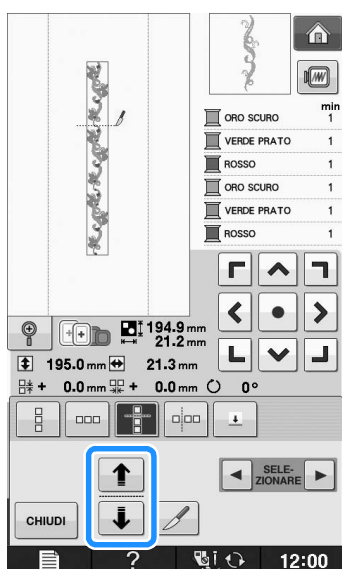 min
ORO SCURO 1
VERDE PRATO 1
ROSSO 1
ORO SCURO 1
VERDE PRATO 1
ROSSO 1
194.9 mm
21.2 mm
195.0 mm 21.3 mm
+ 0.0 mm + 0.0 mm 0°
SELE-
ZIONARE
CHIUDI
? 12:00